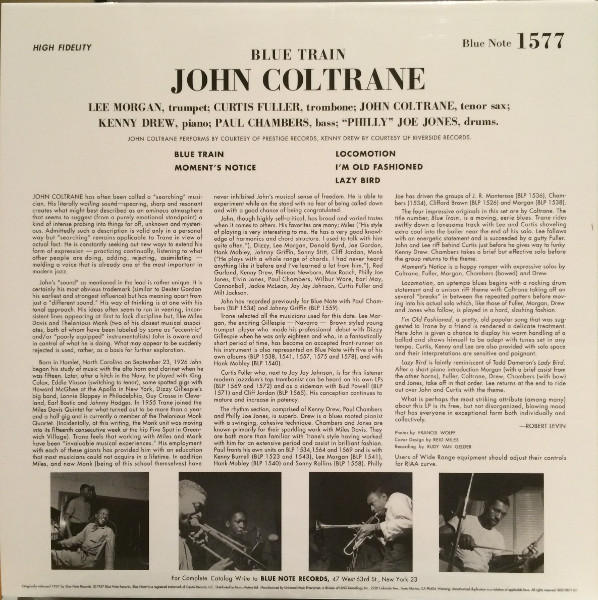 HIGH FIDELITY
Blue Note 1577
BLUE TRAIN
JOHN COLTRANE
LEE MORGAN, trumpet; CURTIS FULLER, trombone; JOHN COLTRANE, tenor sax;
KENNY DREW, piano; PAUL CHAMBERS, bass; "PHILLY" JOE JONES, drums.
JOHN COLTRANE PERFORMS BY COURTESY OF PRESTIGE RECORDS, KENNY DREW BY COURTESY OF RIVERSIDE RECORDS.
BLUE TRAIN
MOMENT'S NOTICE
LOCOMOTION
I'M OLD FASHIONED
LAZY BIRD
JOHN COLTRANE has often been called a "searching" musi-
cian. His literally wailing sound—spearing, sharp and resonant
creates what might best be described as an ominous atmosphere
that seems to suggest (from a purely emotional standpoint) a
kind of intense probing into things far off, unknown and myster-
ious. Admittedly such a description is valid only in a personal
way but "searching" remains applicable to Trane in view of
actual fact. He is constantly seeking out new ways to extend his
form of expression — practicing continually, listening to what
other people are doing, adding, rejecting, assimilating —
molding a voice that is already one of the most important in
modern jazz.
John's "sound" as mentioned in the lead is rather unique. It is
certainly his most obvious trademark (similar to Dexter Gordon
his earliest and strongest influence) but has meaning apart from
just a "different sound." His way of thinking is at one with his
tonal approach. His ideas often seem to run in veering, incon-
sistent lines appearing at first to lack discipline but, like Miles
Davis and Thelonious Monk (two of his closest musical associ-
ates, both of whom have been labeled by some as "eccentric"
and/or "poorly equipped" instrumentalists) John is aware and
in control of what he is doing. What may appear to be suddenly
rejected is used, rather, as a basis for further exploration.
Born in Hamlet, North Carolina on September 23, 1926 John
began his study of music with the alto horn and clarinet when he
was fifteen. Later, after a hitch in the Navy, he played with King
Kolax, Eddie Vinson (switching to tenor), some spotted gigs with
Howard McGhee at the Apollo in New York, Dizzy Gillespie's
big band, Lonnie Slappey in Philadelphia, Gay Crosse in Cleve-
land, Earl Bostic and Johnny Hodges. In 1955 Trane joined the
Miles Davis Quintet for what turned out to be more than a year
and a half gig and is currently a member of the Thelonious Monk
Quartet (Incidentally, at this writing, the Monk unit was moving
into its fifteenth consecutive week at the hip Five Spot in Green-
wich Village). Trane feels that working with Miles and Monk
have been "invaluable musical experiences." His employment
with each of these giants has provided him with an education
that most musicians could not acquire in a lifetime. In addition
Miles, and now Monk (being of this school themselves) have
never inhibited John's musical sense of freedom. He is able to
experiment while on the stand with no fear of being called down
and with a good chance of being congratulated.
John, though highly self-critical, has broad and varied tastes
when it comes to others. His favorites are many; Miles ("His style
of playing is very interesting to me. He has a very good knowl-
edge of harmonics and chord structure. I used to talk with him
quite often."), Dizzy, Lee Morgan, Donald Byrd, Joe Gordon,
Hank Mobley, Johnny Griffin, Sonny Stitt, Cliff Jordan, Monk
("He plays with a whole range of chords. I had never heard
anything like it before and I've learned a lot from him."), Red
Garland, Kenny Drew, Phineas Newborn, Max Roach, Philly Joe
Jones, Elvin Jones, Paul Chambers, Wilbur Ware, Earl May,
Cannonball, Jackie McLean, Jay Jay Johnson, Curtis Fuller and
Milt Jackson.
John has recorded previously for Blue Note with Paul Cham-
bers (BLP 1534) and Johnny Griffin (BLP 1559).
Trane selected all the musicians used for this date. Lee Mor-
gan, the exciting Gillespie — Navarro — Brown styled young
trumpet player who made his professional debut with Dizzy
Gillespie when he was only eighteen and who, in a fantastically
short period of time, has become an accepted front runner on
his instrument is also represented on Blue Note with five of his
own albums (BLP 1538, 1541, 1557, 1575 and 1578), and with
Hank Mobley (BLP 1540).
Curtis Fuller who, next to Jay Jay Johnson, is for this listener
modern jazzdom's top trombonist can be heard on his own LPs
(BLP 1567 and 1572) and as a sideman with Bud Powell (BLP
1571) and Cliff Jordan (BLP 1565). His conception continues to
mature and increase in potency.
The rhythm section, comprised of Kenny Drew, Paul Chambers
and Philly Joe Jones, is superb. Drew is a blues rooted pianist
with a swinging, cohesive technique. Chambers and Jones are
known primarily for their sparkling work with Miles Davis. They
are both more than familiar with Trane's style having worked
with him for an extensive period and assist in brilliant fashion.
Paul fronts his own units on BLP 1534, 1564 and 1569 and is with
Kenny Burrell (BLP 1523 and 1543), Lee Morgan (BLP 1541),
Hank Mobley (BLP 1540) and Sonny Rollins (BLP 1558). Philly
Joe has driven the groups of J. R. Monterose (BLP 1536), Cham-
bers (1534), Clifford Brown (BLP 1526) and Morgan (BLP 1538).
The four impressive originals in this set are by Coltrane. The
title number, Blue Train, is a moving, eerie blues. Trane rides
swiftly down a lonesome track with Lee and Curtis shoveling
extra coal into the boiler near the end of his solo. Lee follows
with an energetic statement and is succeeded by a gutty Fuller.
John and Lee riff behind Curtis just before he gives way to funky
Kenny Drew. Chambers takes a brief but effective solo before
the group returns to the theme.
Moment's Notice is a happy romper with expressive solos by
Coltrane, Fuller, Morgan, Chambers (bowed) and Drew.
Locomotion, an uptempo blues begins with a rocking drum
statement and a unison riff theme with Coltrane taking off at
several "breaks" in between the repeated pattern before mov-
ing into his actual solo which, like those of Fuller, Morgan, Drew
and Jones who follow, is played in a hard, slashing fashion.
I'm Old Fashioned, a pretty, old popular song that was sug-
gested to Trane by a friend is rendered a delicate treatment.
Here John is given a chance to display his warm handling of a
ballad and shows himself to be adept with tunes set in any
tempo. Curtis, Kenny and Lee are also provided with solo space
and their interpretations are sensitive and poignant.
Lazy Bird is faintly reminiscent of Todd Dameron's Lady Bird.
After a short piano introduction Morgan (with a brief assist from
the other horns), Fuller, Coltrane, Drew, Chambers (with bow)
and Jones, take off in that order. Lee returns at the end to ride
out over John and Curtis with the theme.
What is perhaps the most striking attribute (among many)
about this LP is its free, but not disorganized, blowing mood
that has everyone in exceptional form both individually and
collectively.
—ROBERT LEVIN
Photos by FRANCIS WOLFF
Cover Design by REID MILES
Recording by RUDY VAN GELDER
Users of Wide Range equipment should adjust their controls
for RIAA curve.
For Complete Catalog Write to BLUE NOTE RECORDS, 47 West 63rd St., New York 23